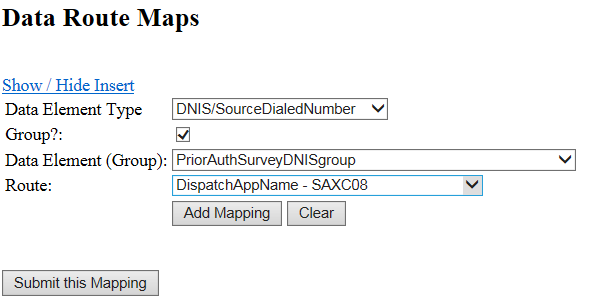 Data Route Maps
Show / Hide Insert
Data Element Type DNIS/SourceDialedNumber
Group?:
Data Element (Group): PriorAuthSurveyDNISgroup
Route: DispatchAppName - SAXC08
Add Mapping Clear
Submit this Mapping